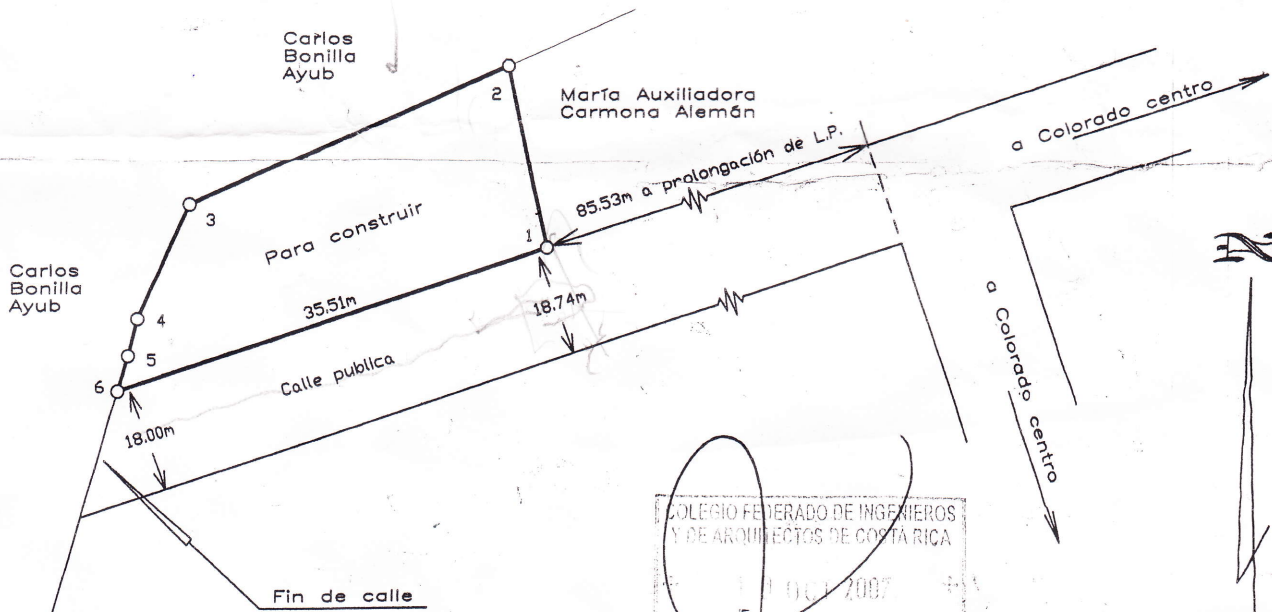 Carlos
Bonilla
Ayub
2
María Auxiliadora
Carmona Alemán
a Colorado centro
85.53m a prolongación de L.P.
3
Para construir
1
Carlos
Bonilla
Ayub
35.51m
18.74m
4
5
Calle publica
6
18.00m
a Colorado centro
COLEGIO FEDERADO DE INGENIEROS
Y DE ARQUITECTOS DE COSTA RICA
OCT 2007
Fin de calle